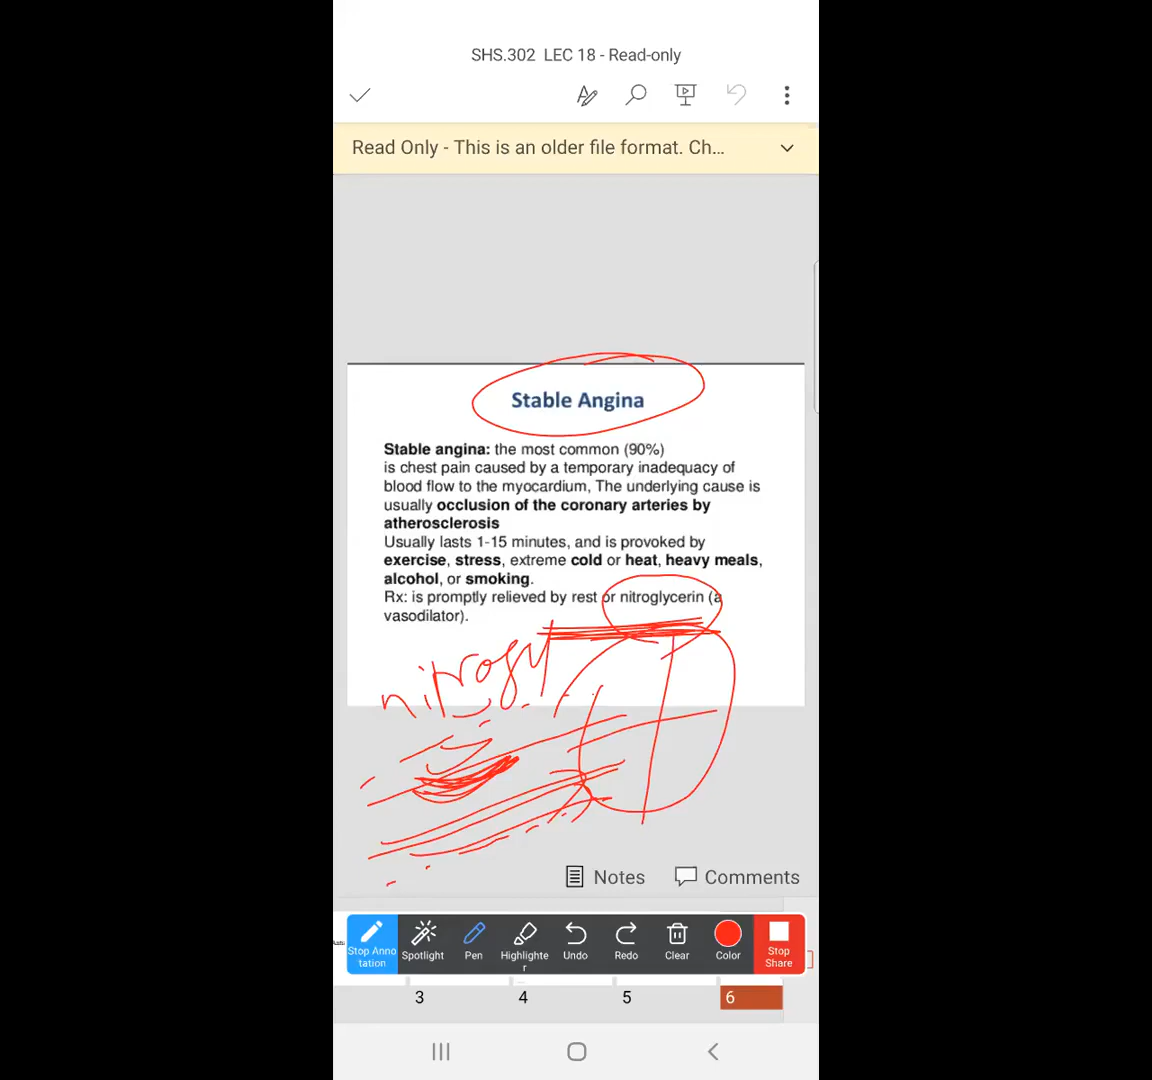 SHS.302 LEC 18 - Read-only
Read Only - This is an older file format. Ch...
Stable Angina
Stable angina: the most common (90%)
is chest pain caused by a temporary inadequacy of
blood flow to the myocardium, The underlying cause is
usually occlusion of the coronary arteries by
atherosclerosis
Usually lasts 1-15 minutes, and is provoked by
exercise, stress, extreme cold or heat, heavy meals,
alcohol, or smoking.
Rx: is promptly relieved by rest or nitroglycerin (a
vasodilator).
Notes Comments
Stop Anno
tation
Spotlight Pen Highlighte
r
Undo Redo Clear Color Stop
Share
3 4 5 6